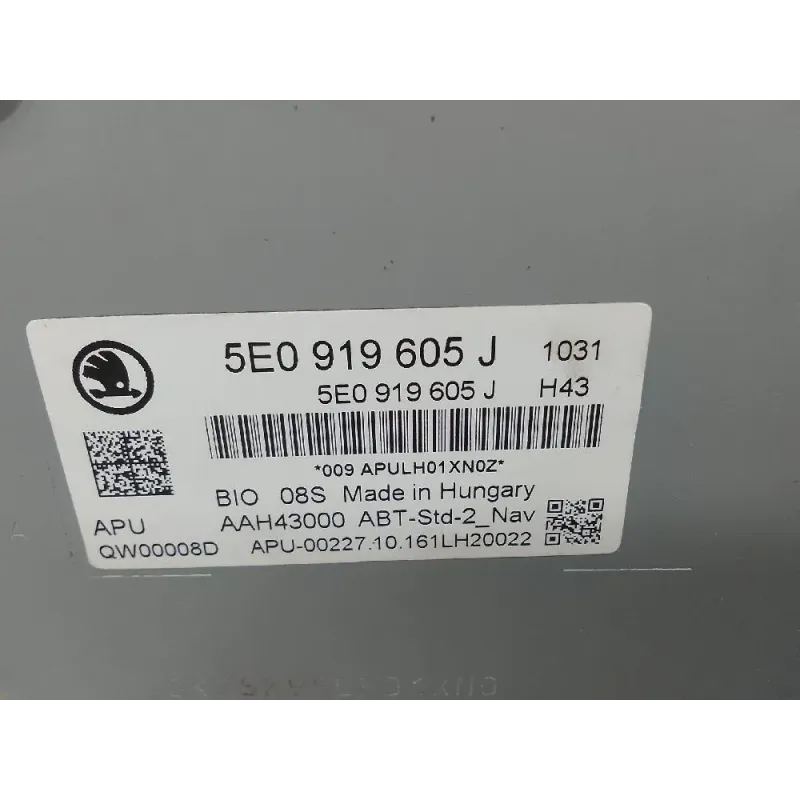 5E0 919 605 J 1031
5E0 919 605 J H43
*009 APULH01XN0Z*
BIO 08S Made in Hungary
APU AAH43000 ABT-Std-2_Nav
QW00008D APU-00227.10.161LH20022